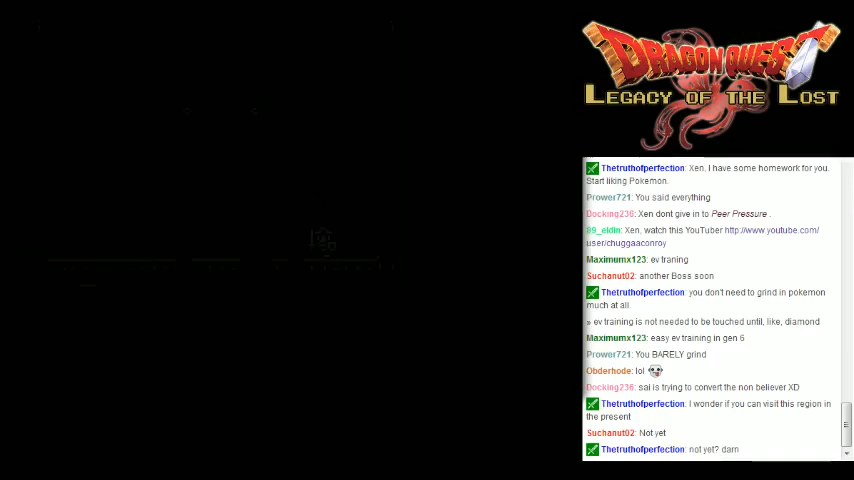 DRAGON QUEST
LEGACY OF THE LOST
Thetruthofperfection: Xen, I have some homework for you.
Start liking Pokemon.
Prower721: You said everything
Docking236: Xen dont give in to Peer Pressure .
89_eldin: Xen, watch this YouTuber http://www.youtube.com/
user/chuggaaconroy
Maximumx123: ev traning
Suchanut02: another Boss soon
Thetruthofperfection: you don't need to grind in pokemon
much at all.
» ev training is not needed to be touched until, like, diamond
Maximumx123: easy ev training in gen 6
Prower721: You BARELY grind
Obderhode: lol
Docking236: sai is trying to convert the non believer XD
Thetruthofperfection: I wonder if you can visit this region in
the present
Suchanut02: Not yet
Thetruthofperfection: not yet? darn